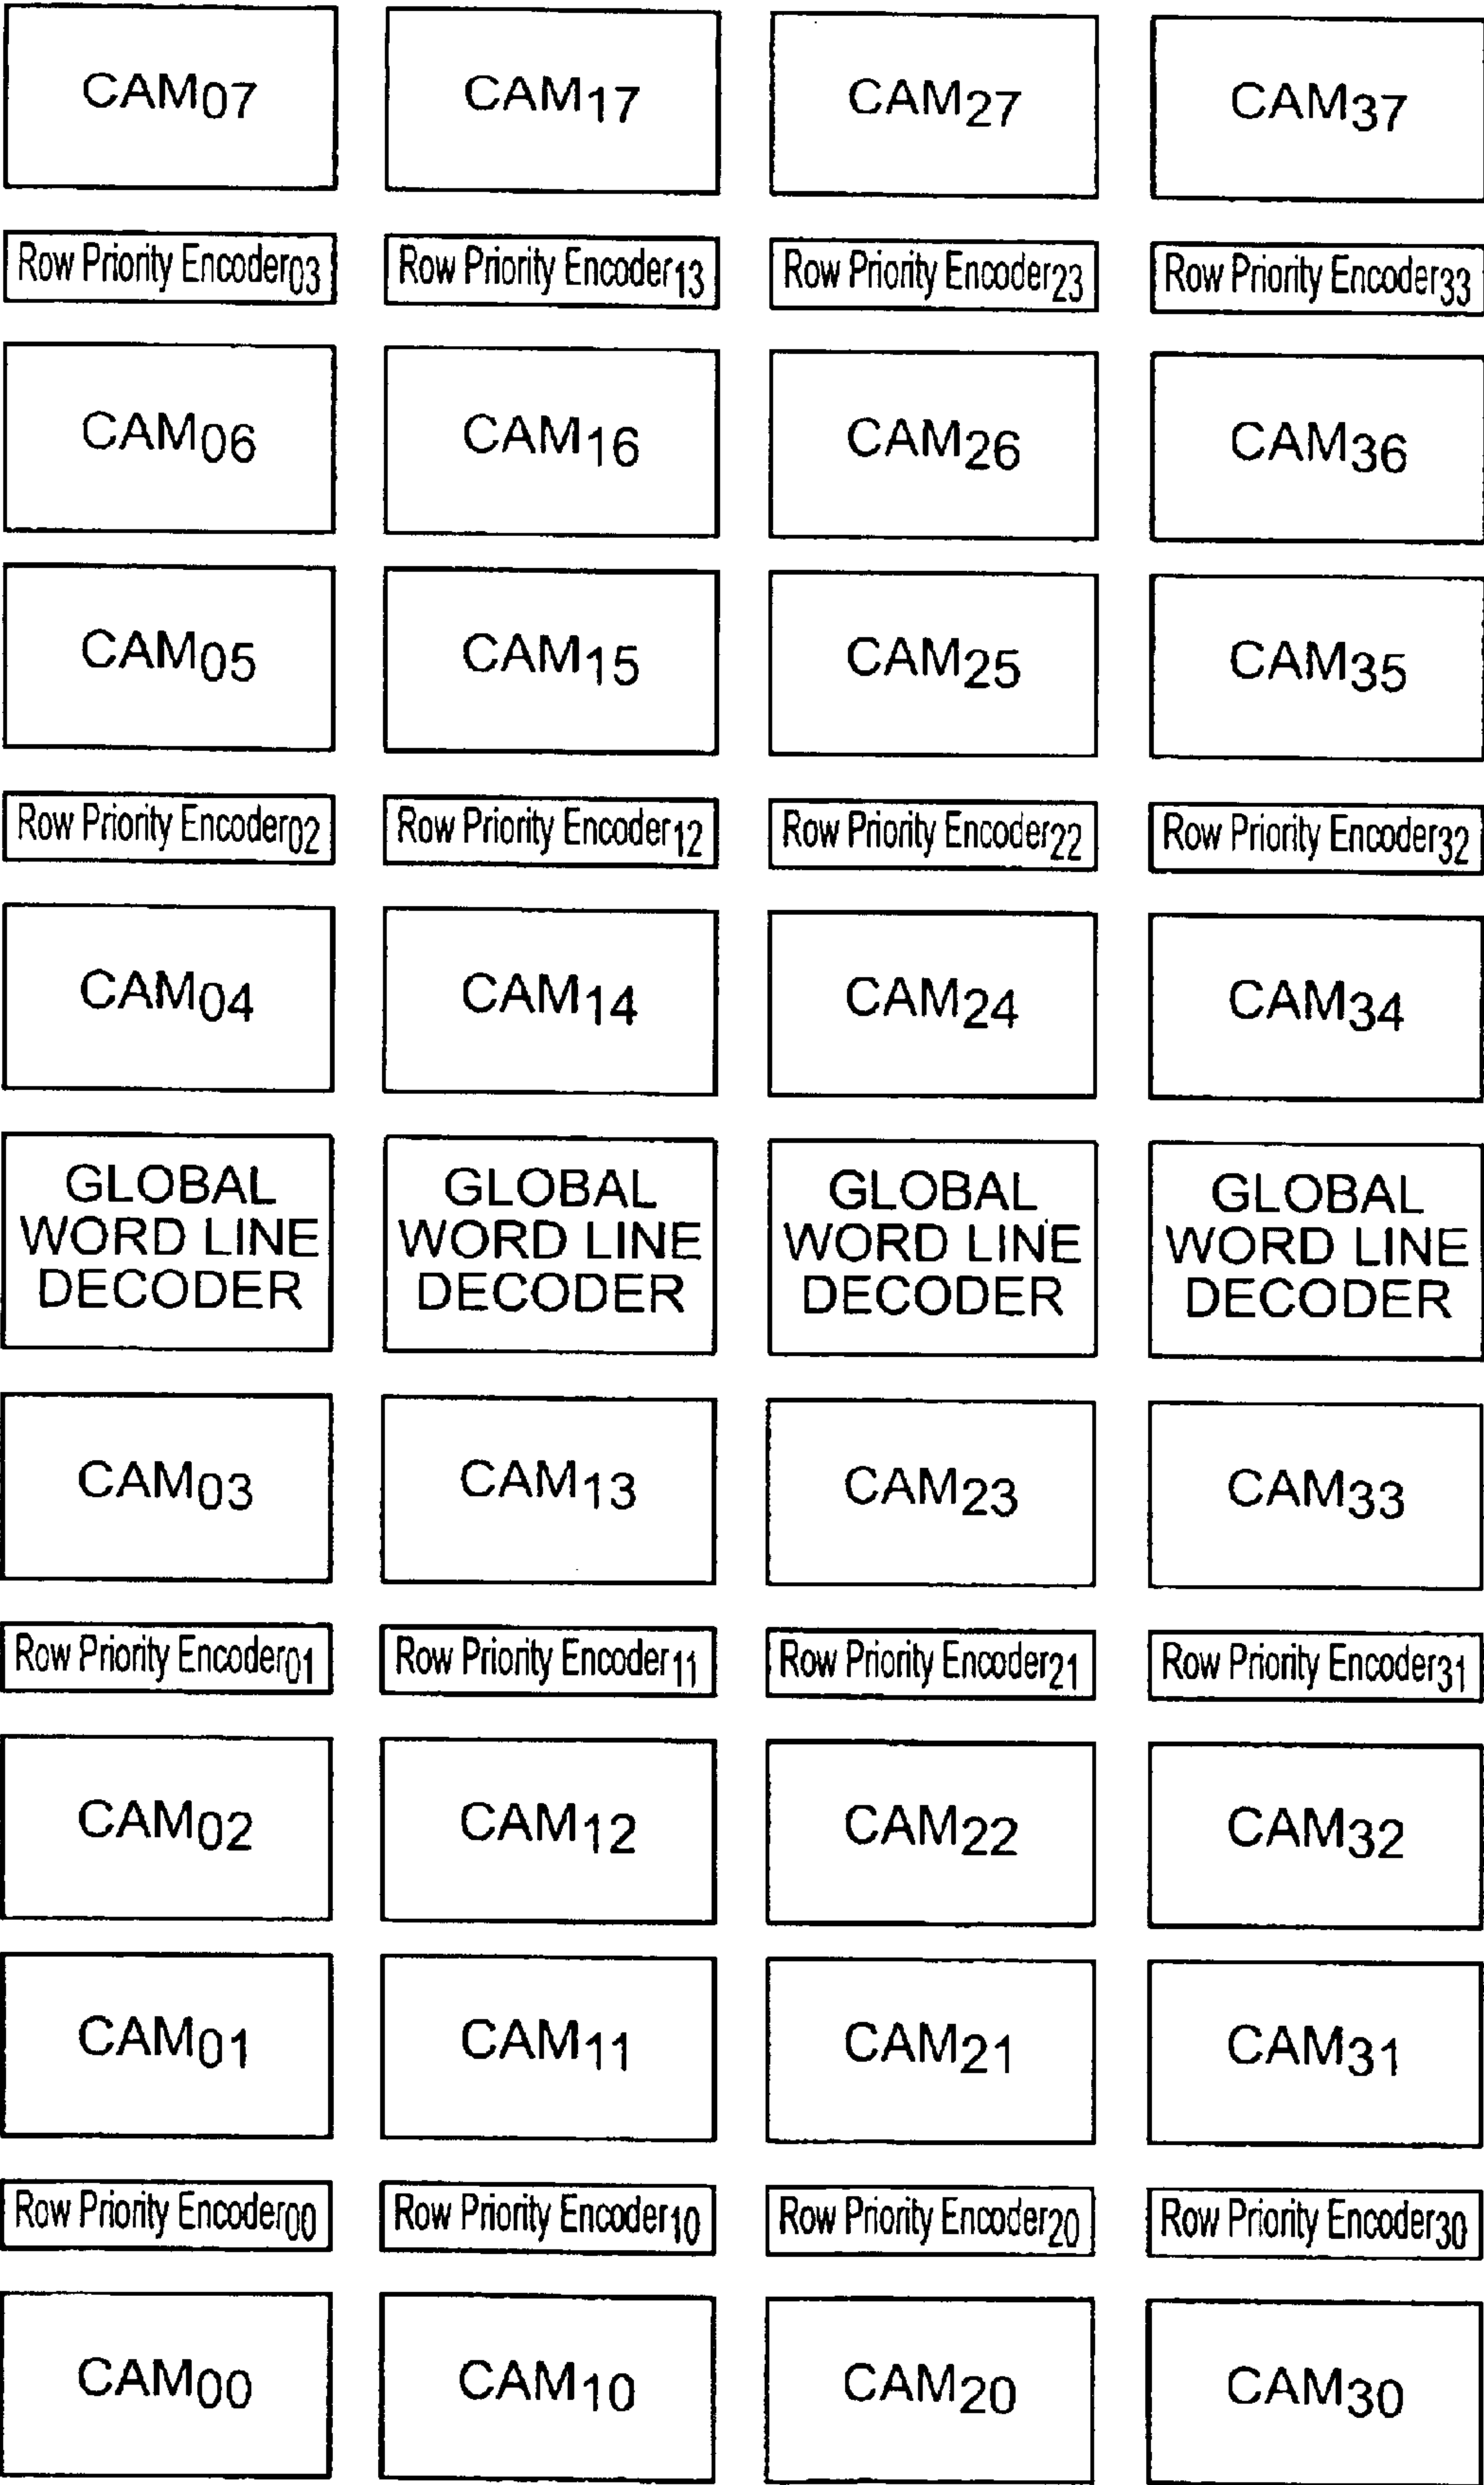 CAM07 CAM17 CAM27 CAM37
Row Priority Encoder03 Row Priority Encoder13 Row Priority Encoder23 Row Priority Encoder33
CAM06 CAM16 CAM26 CAM36
CAM05 CAM15 CAM25 CAM35
Row Priority Encoder02 Row Priority Encoder12 Row Priority Encoder22 Row Priority Encoder32
CAM04 CAM14 CAM24 CAM34
GLOBAL GLOBAL GLOBAL GLOBAL
WORD LINE WORD LINE WORD LINE WORD LINE
DECODER DECODER DECODER DECODER
CAM03 CAM13 CAM23 CAM33
Row Priority Encoder01 Row Priority Encoder11 Row Priority Encoder21 Row Priority Encoder31
CAM02 CAM12 CAM22 CAM32
CAM01 CAM11 CAM21 CAM31
Row Priority Encoder00 Row Priority Encoder10 Row Priority Encoder20 Row Priority Encoder30
CAM00 CAM10 CAM20 CAM30